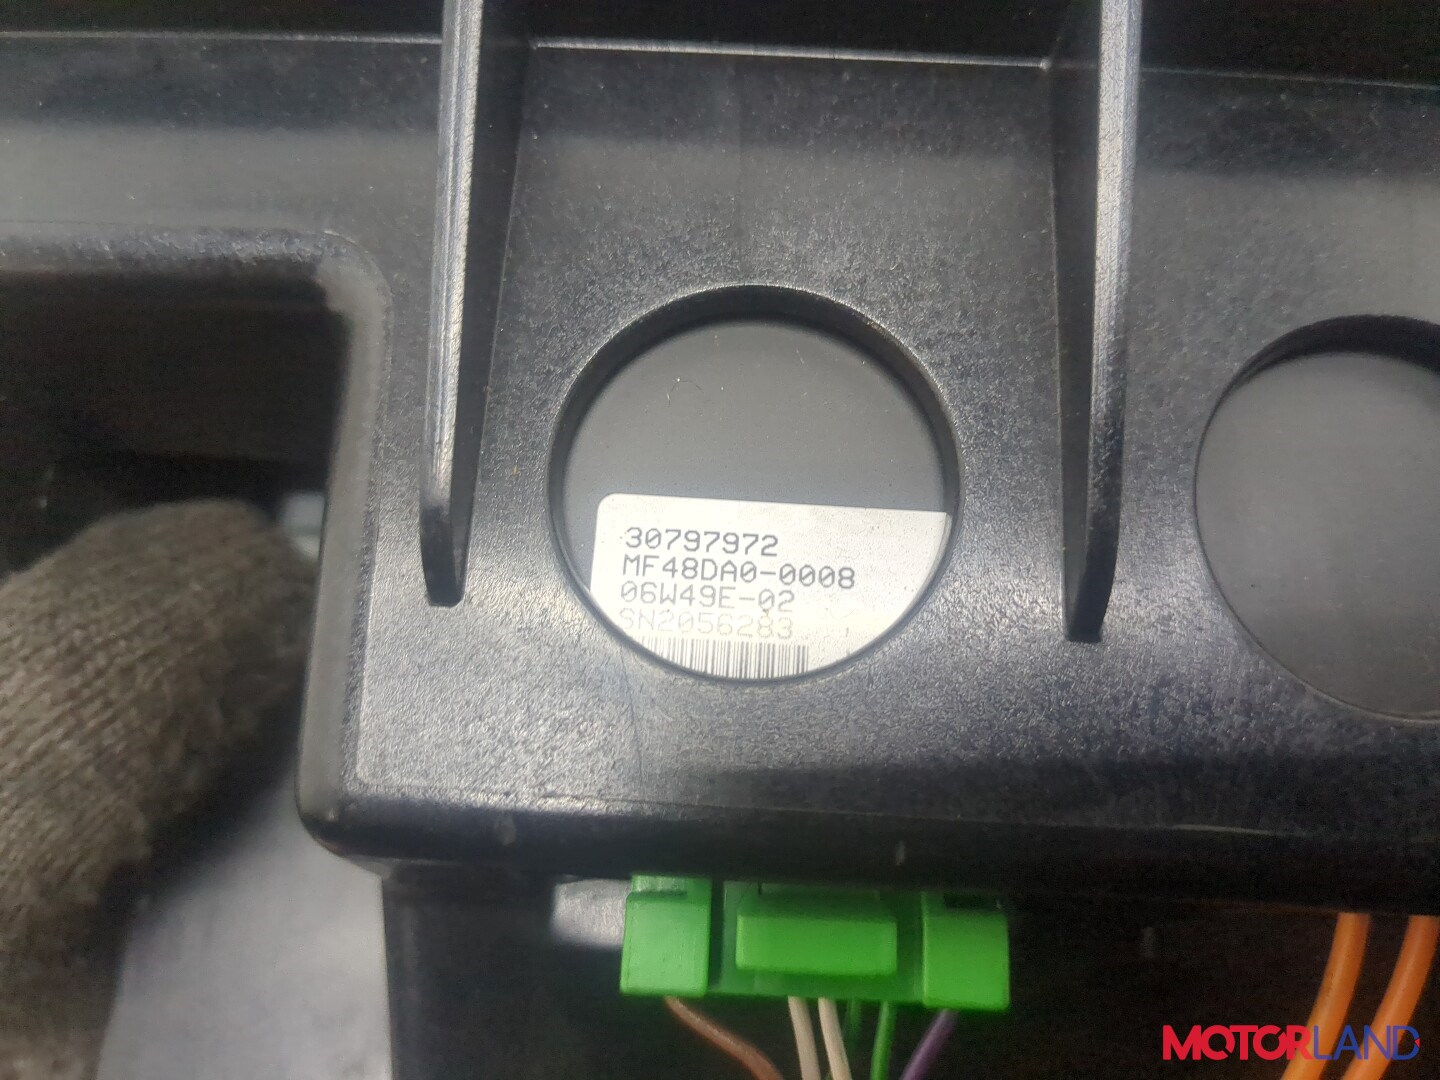 30797972
MF48DA0-0008
06W49E-02
SN2056283
MOTORLAND